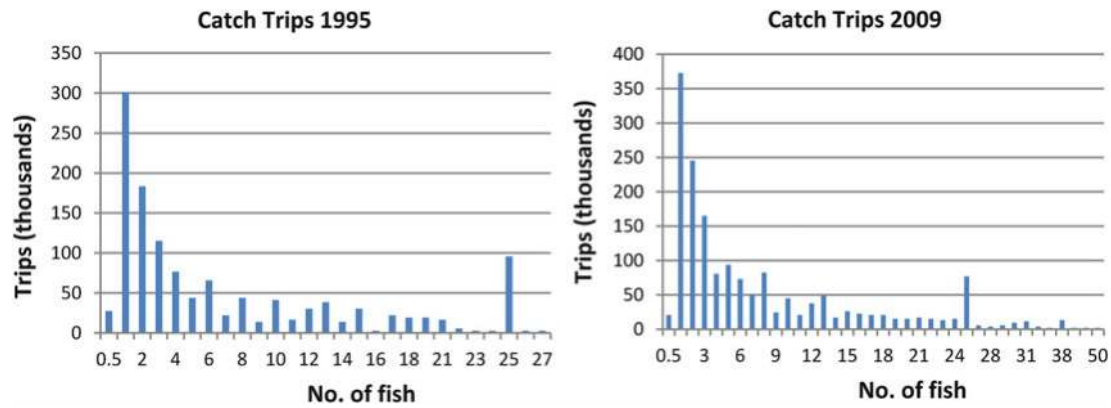 Catch Trips 1995
350
300
250
200
150
100
50
0
Trips (thousands)
0.5 2 4 6 8 10 12 14 16 18 21 23 25 27
No. of fish
Catch Trips 2009
400
350
300
250
200
150
100
50
0
Trips (thousands)
0.5 3 6 9 12 15 18 21 24 28 31 38 50
No. of fish